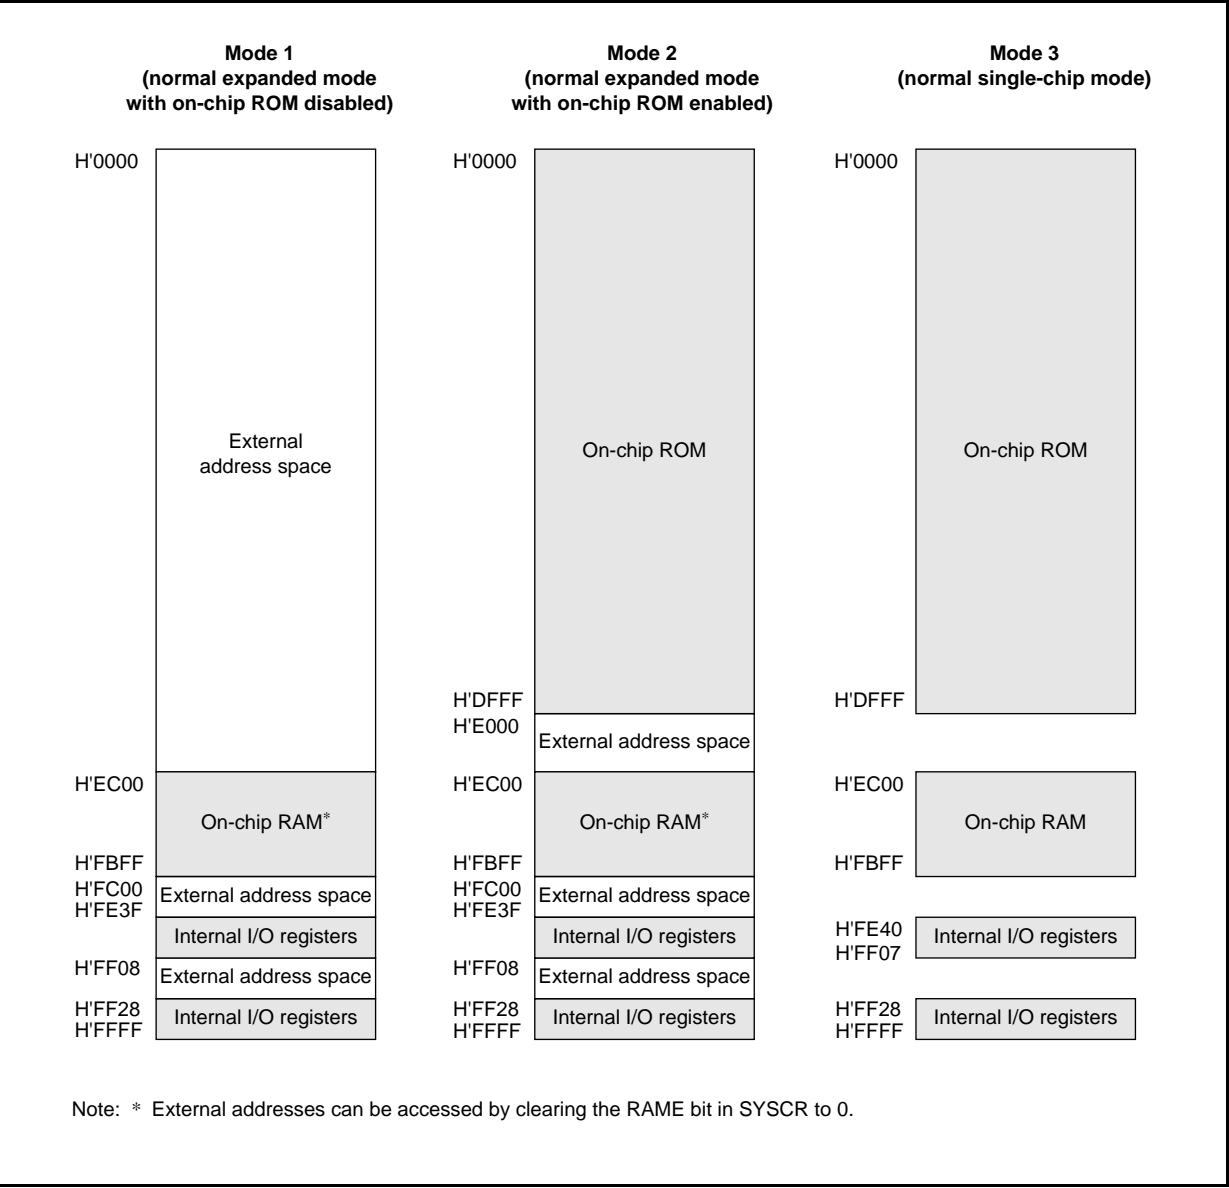 Mode 1
(normal expanded mode
with on-chip ROM disabled)
H'0000
External
address space
H'EC00
On-chip RAM*
H'FBFF
H'FC00
External address space
H'FE3F
Internal I/O registers
H'FF08
External address space
H'FF28
Internal I/O registers
H'FFFF
Mode 2
(normal expanded mode
with on-chip ROM enabled)
H'0000
On-chip ROM
H'DFFF
H'E000
External address space
H'EC00
On-chip RAM*
H'FBFF
H'FC00
External address space
H'FE3F
Internal I/O registers
H'FF08
External address space
H'FF28
Internal I/O registers
H'FFFF
Mode 3
(normal single-chip mode)
H'0000
On-chip ROM
H'DFFF
H'EC00
On-chip RAM
H'FBFF
H'FE40
Internal I/O registers
H'FF07
H'FF28
Internal I/O registers
H'FFFF
Note: * External addresses can be accessed by clearing the RAME bit in SYSCR to 0.